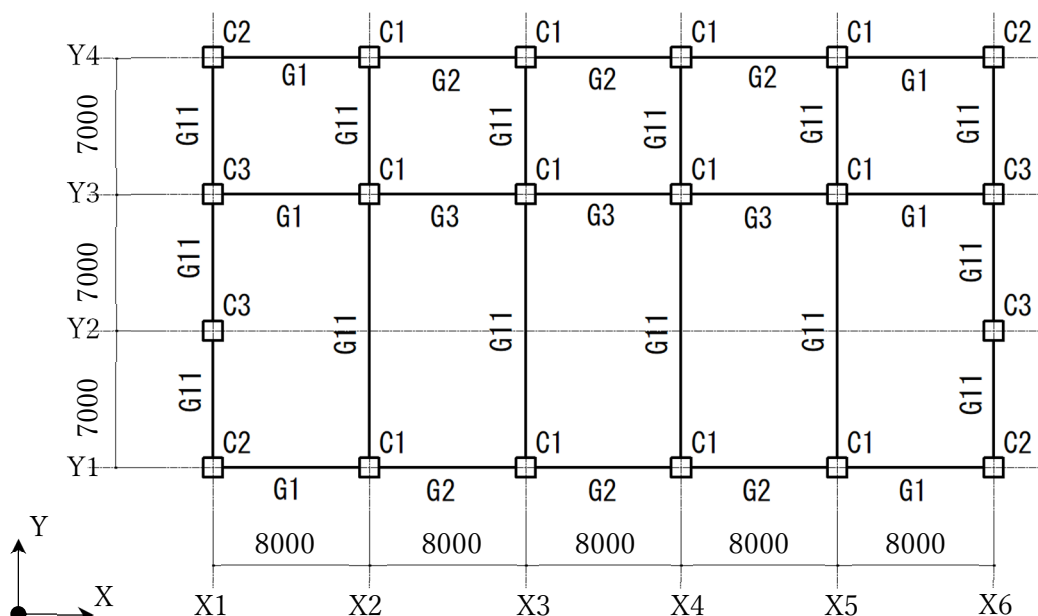 C2 C1 C1 C1 C1 C2
Y4
G1 G2 G2 G2 G1
7000 G11 G11 G11 G11 G11 G11
C3 C1 C1 C1 C1 C3
Y3
G1 G3 G3 G3 G1
7000 G11 G11
C3 C3
Y2
G11 G11 G11 G11
7000 G11 G11
C2 C1 C1 C1 C1 C2
Y1
G1 G2 G2 G2 G1
Y
8000 8000 8000 8000 8000
X
X1 X2 X3 X4 X5 X6